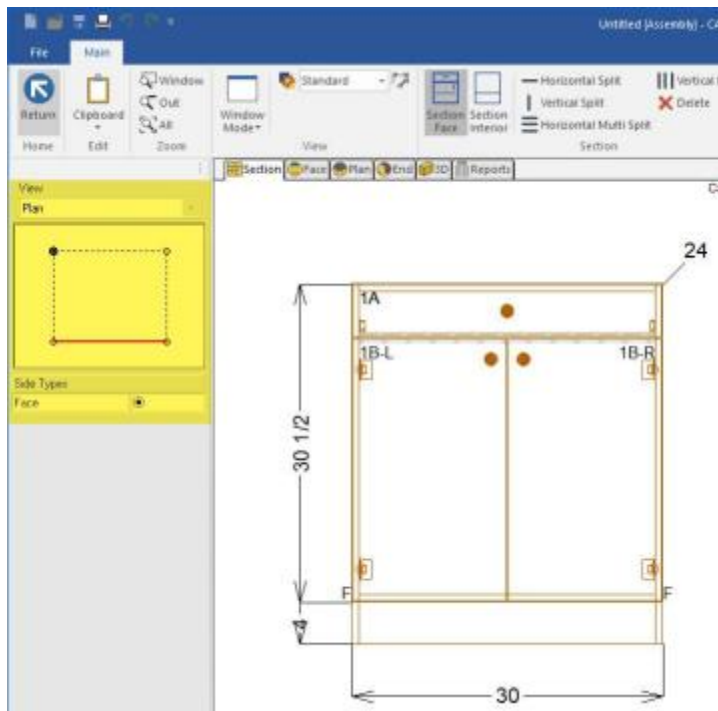 Untitled [Assembly] - CA
File Main
Return
Clipboard
Window
Out
All
Window Mode
Standard
Section Face
Section Interior
Horizontal Split
Vertical Split
Horizontal Multi Split
Vertical
Delete
Home Edit Zoom View Section
Section Face Plan End 3D Reports
View
Plan
Side Types
Face
24
1A
1B-L 1B-R
30 1/2
F F
4
30